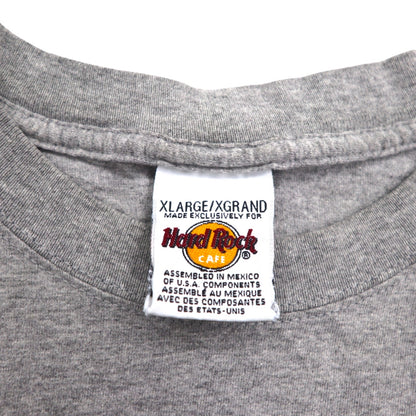 XLARGE/XGRAND
MADE EXCLUSIVELY FOR
Hard Rock
CAFE ®
ASSEMBLED IN MEXICO
OF U.S.A. COMPONENTS
ASSEMBLÉ AU MEXIQUE
AVEC DES COMPOSANTES
DES ETATS-UNIS